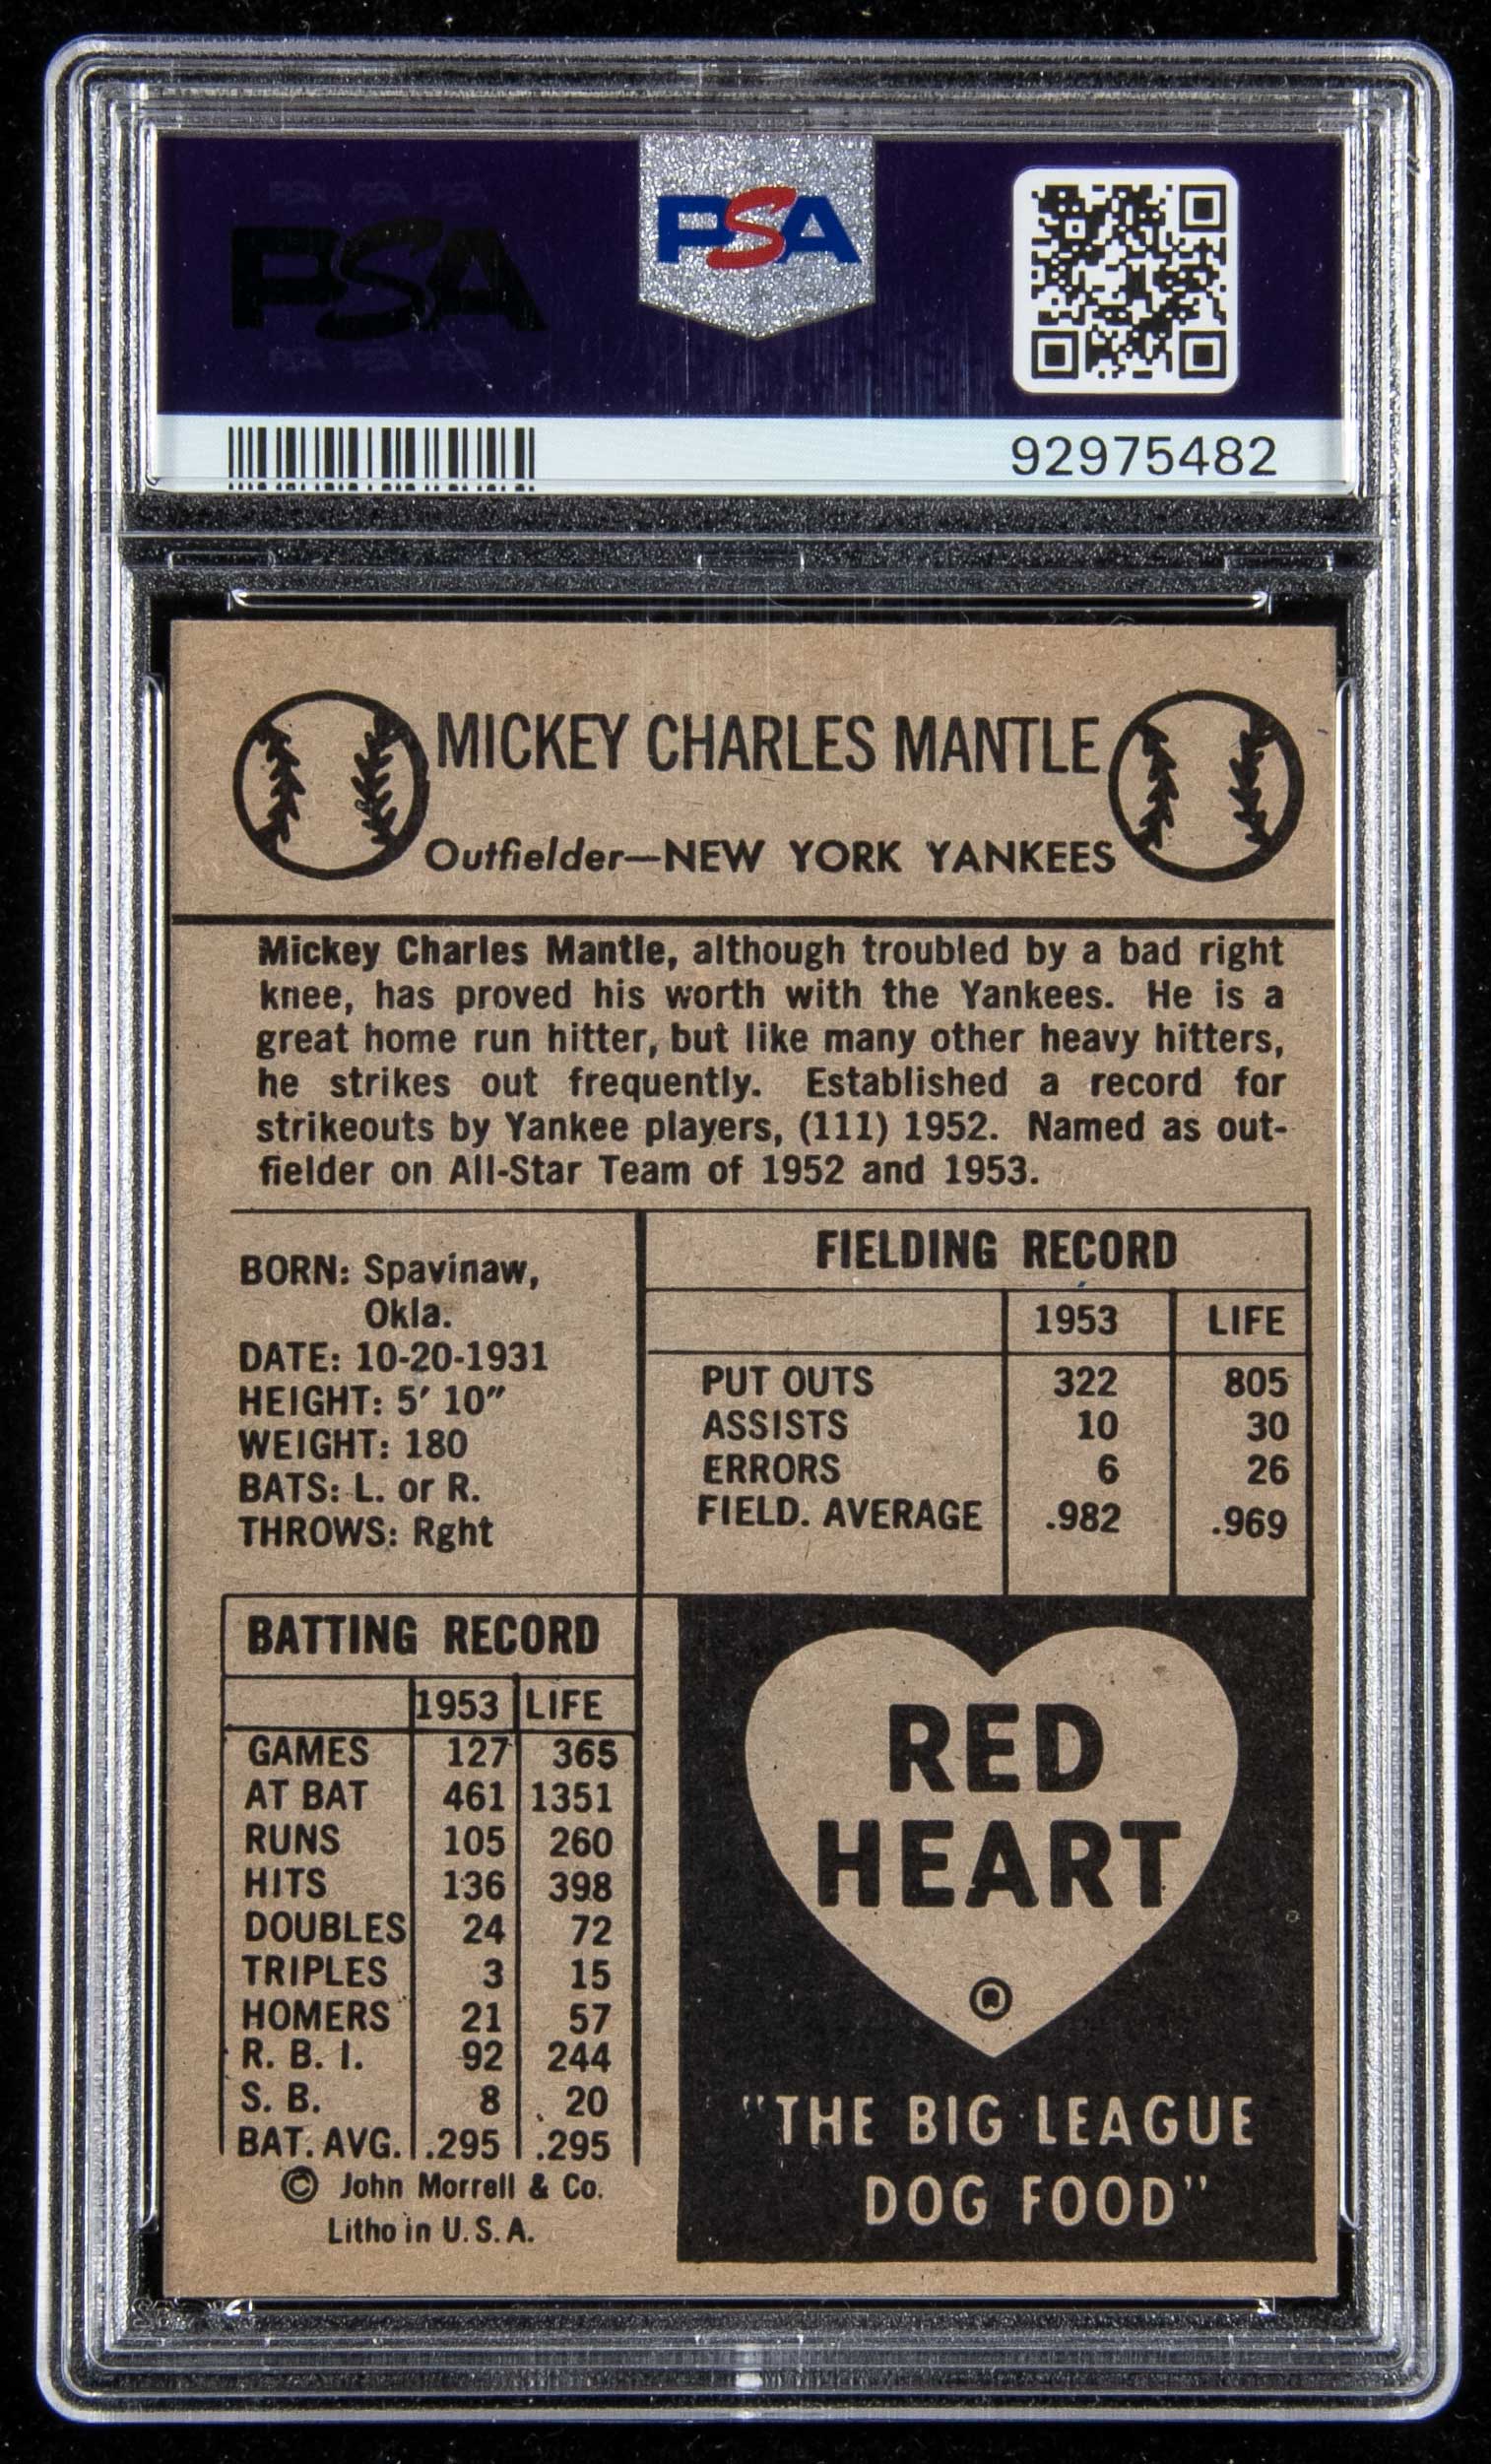 PSA
PSA
92975482
MICKEY CHARLES MANTLE
Outfielder—NEW YORK YANKEES
Mickey Charles Mantle, although troubled by a bad right
knee, has proved his worth with the Yankees. He is a
great home run hitter, but like many other heavy hitters,
he strikes out frequently. Established a record for
strikeouts by Yankee players, (111) 1952. Named as out-
fielder on All-Star Team of 1952 and 1953.
BORN: Spavinaw,
Okla.
DATE: 10-20-1931
HEIGHT: 5' 10"
WEIGHT: 180
BATS: L. or R.
THROWS: Rght
FIELDING RECORD
1953 LIFE
PUT OUTS 322 805
ASSISTS 10 30
ERRORS 6 26
FIELD. AVERAGE .982 .969
BATTING RECORD
1953 LIFE
GAMES 127 365
AT BAT 461 1351
RUNS 105 260
HITS 136 398
DOUBLES 24 72
TRIPLES 3 15
HOMERS 21 57
R. B. I. 92 244
S. B. 8 20
BAT. AVG. .295 .295
© John Morrell & Co.
Litho in U.S.A.
RED
HEART
®
"THE BIG LEAGUE
DOG FOOD"